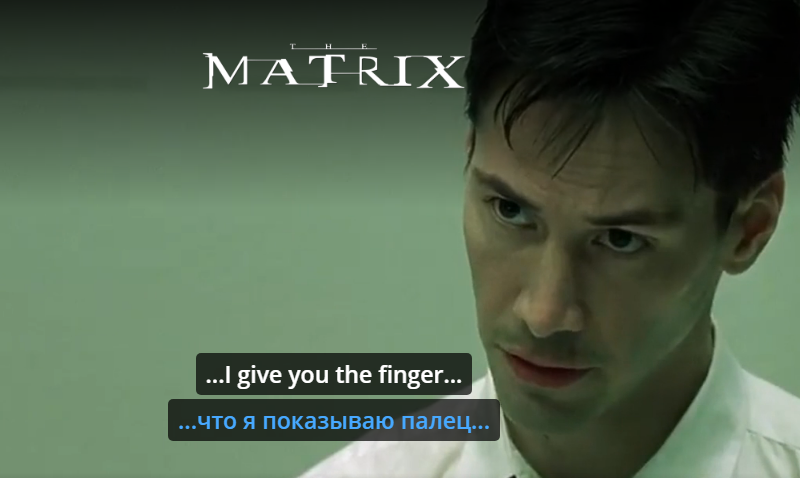 THE
MATRIX
...I give you the finger...
...что я показываю палец...